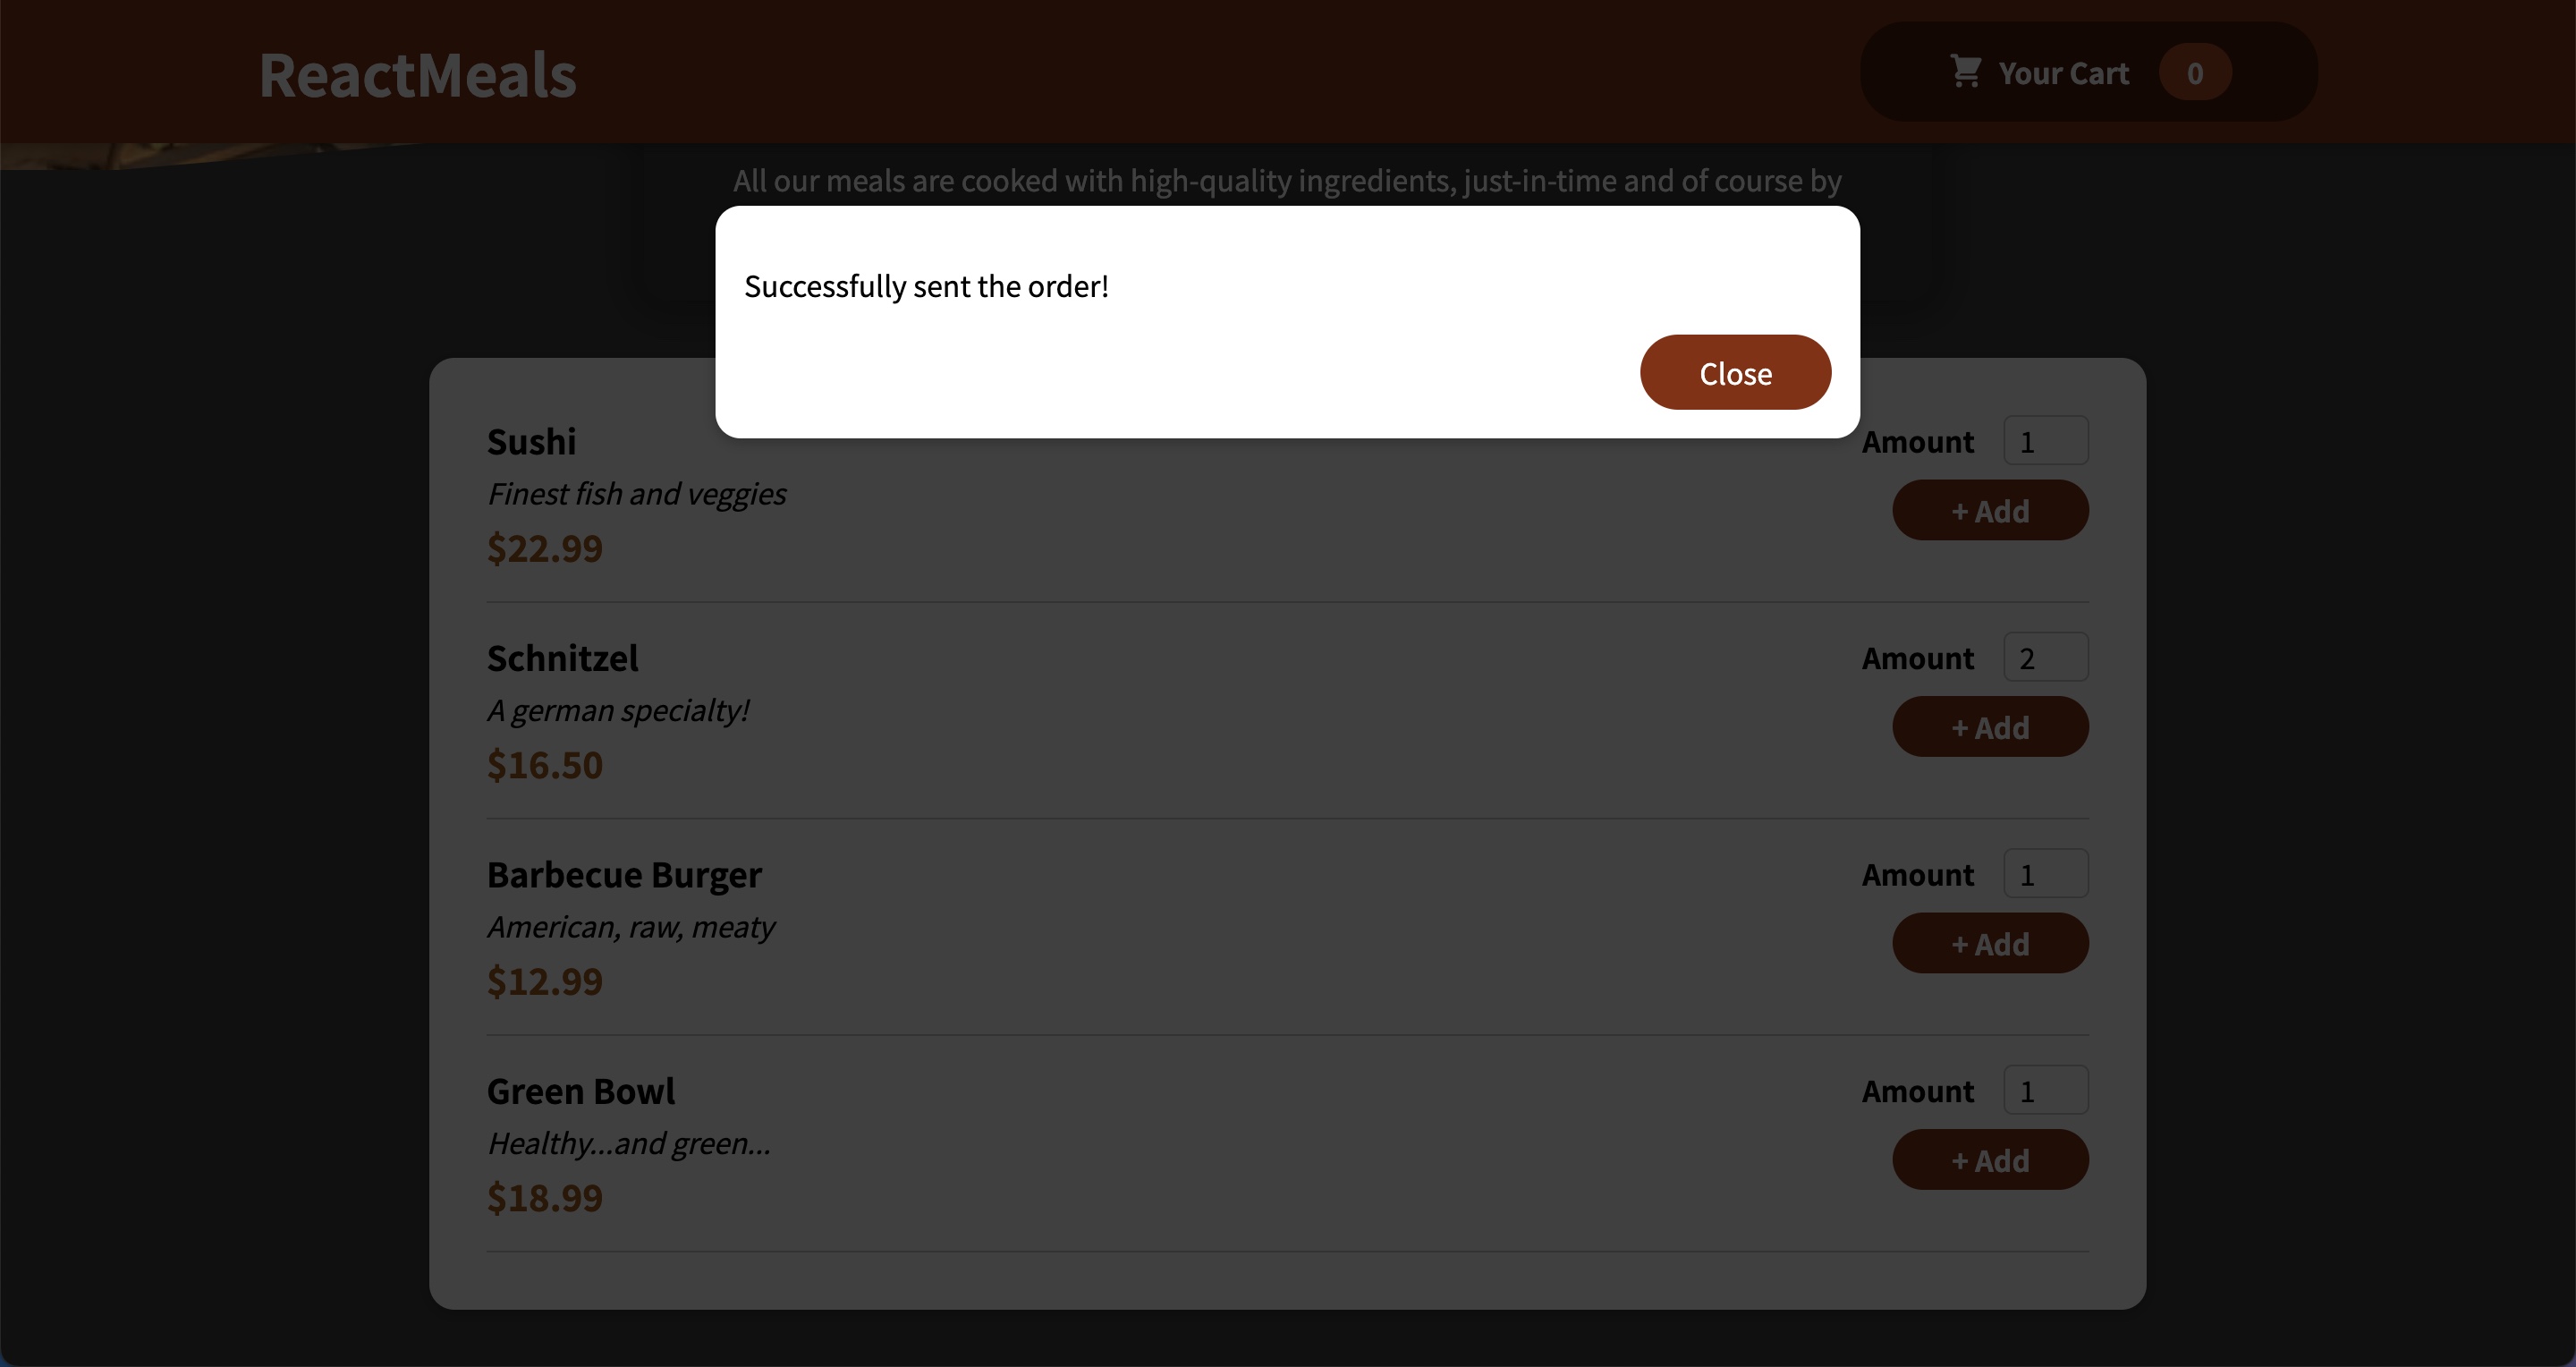 ReactMeals
Your Cart 0
All our meals are cooked with high-quality ingredients, just-in-time and of course by
Successfully sent the order!
Close
Sushi
Amount 1
Finest fish and veggies
+ Add
$22.99
Schnitzel
Amount 2
A german specialty!
+ Add
$16.50
Barbecue Burger
Amount 1
American, raw, meaty
+ Add
$12.99
Green Bowl
Amount 1
Healthy...and green...
+ Add
$18.99